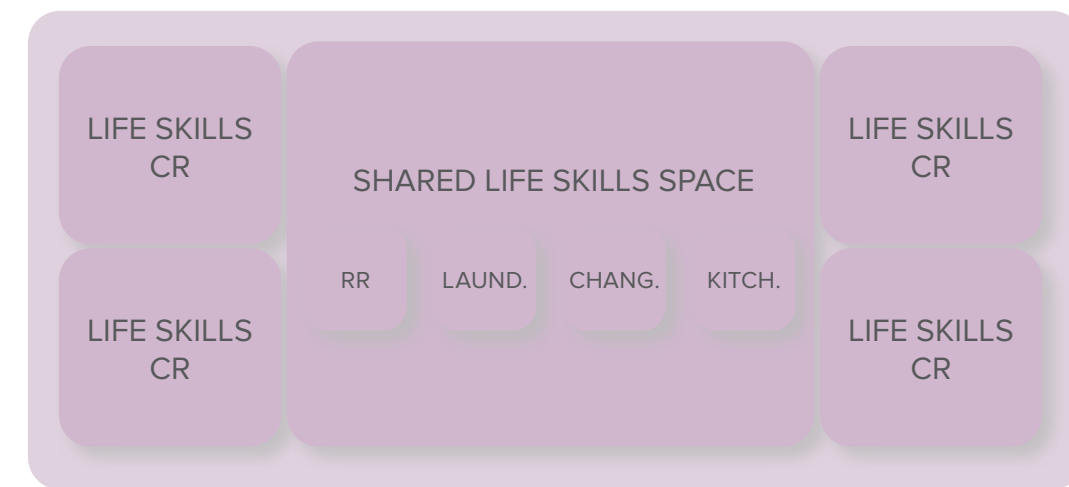 LIFE SKILLS
CR
LIFE SKILLS
CR
SHARED LIFE SKILLS SPACE
RR
LAUND.
CHANG.
KITCH.
LIFE SKILLS
CR
LIFE SKILLS
CR